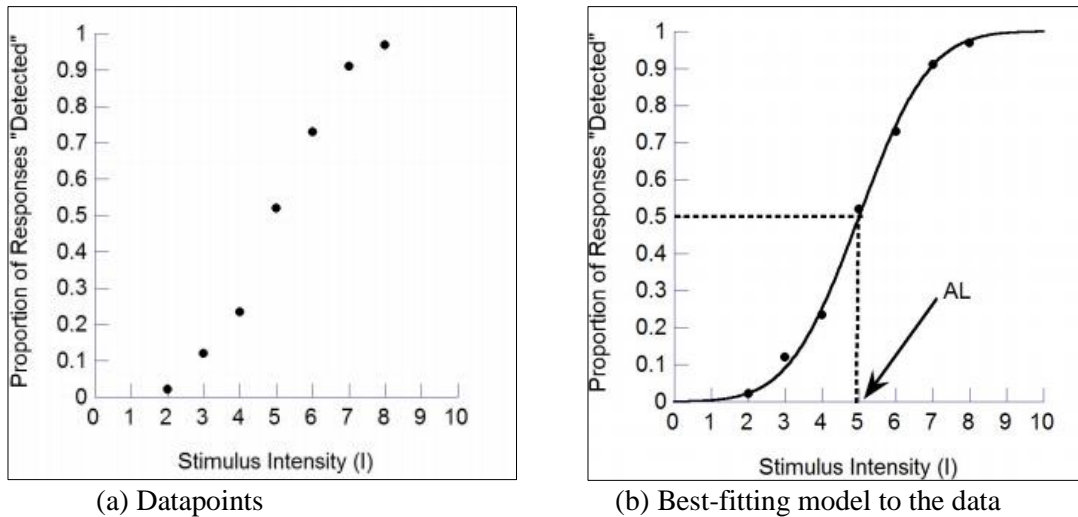 Proportion of Responses "Detected"
1
0.9
0.8
0.7
0.6
0.5
0.4
0.3
0.2
0.1
0
0 1 2 3 4 5 6 7 8 9 10
Stimulus Intensity (I)
(a) Datapoints
Proportion of Responses "Detected"
1
0.9
0.8
0.7
0.6
0.5
0.4
0.3
0.2
0.1
0
AL
0 1 2 3 4 5 6 7 8 9 10
Stimulus Intensity (I)
(b) Best-fitting model to the data